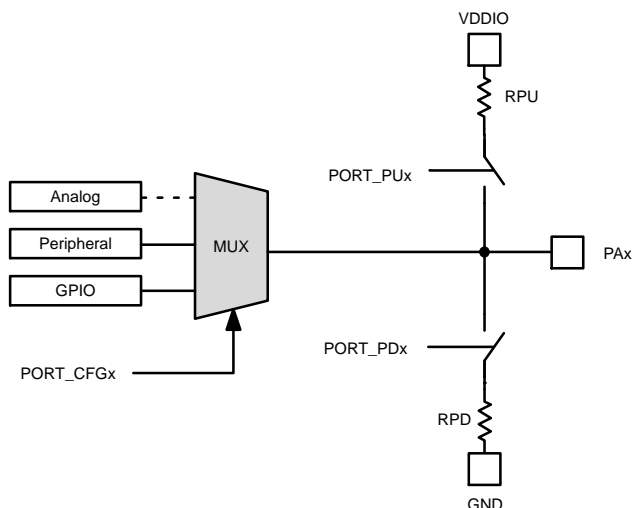 VDDIO
RPU
PORT_PUx
Analog
Peripheral
MUX
PAx
GPIO
PORT_PDx
PORT_CFGx
RPD
GND